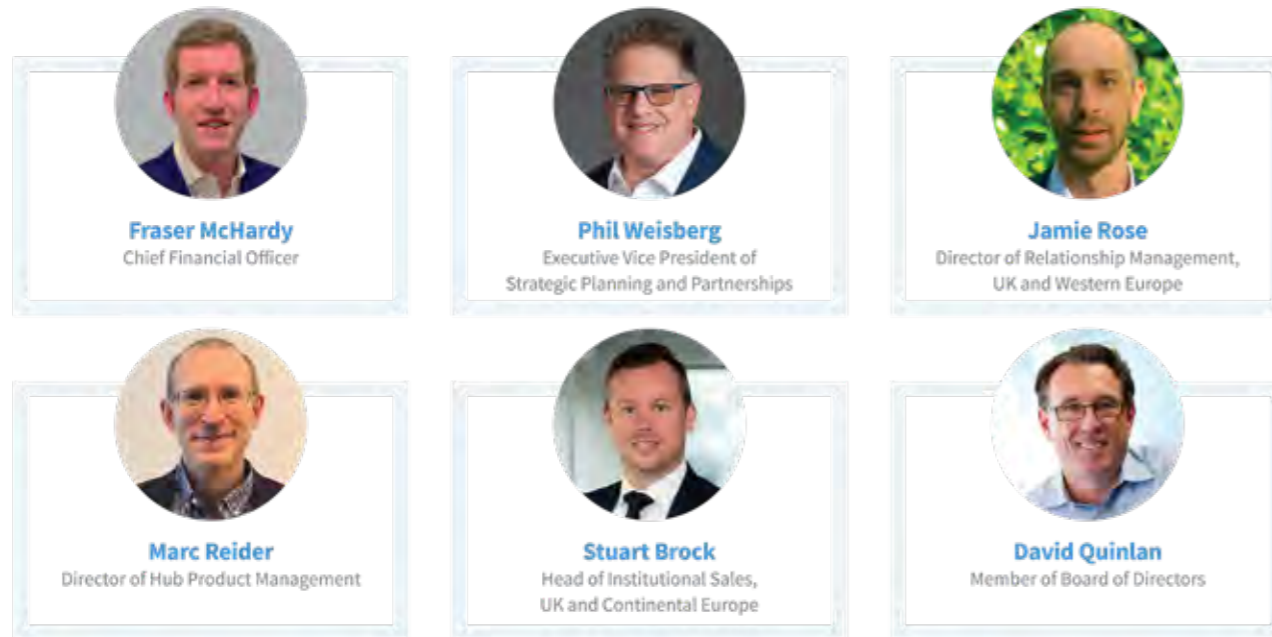 Fraser McHardy
Chief Financial Officer
Phil Weisberg
Executive Vice President of
Strategic Planning and Partnerships
Jamie Rose
Director of Relationship Management,
UK and Western Europe
Marc Reider
Director of Hub Product Management
Stuart Brock
Head of Institutional Sales,
UK and Continental Europe
David Quinlan
Member of Board of Directors